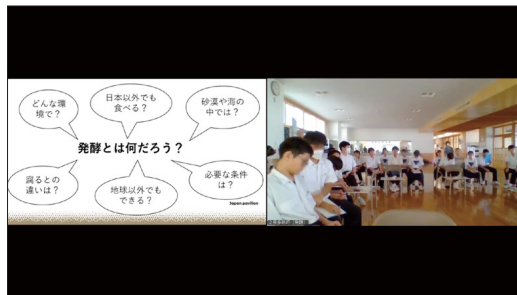 どんな環
境で？
日本以外でも
食べる？
砂漠や海の
中では？
発酵とは何だろう？
腐るとの
違いは？
地球以外でも
できる？
必要な条件
は？
Japan pavilion